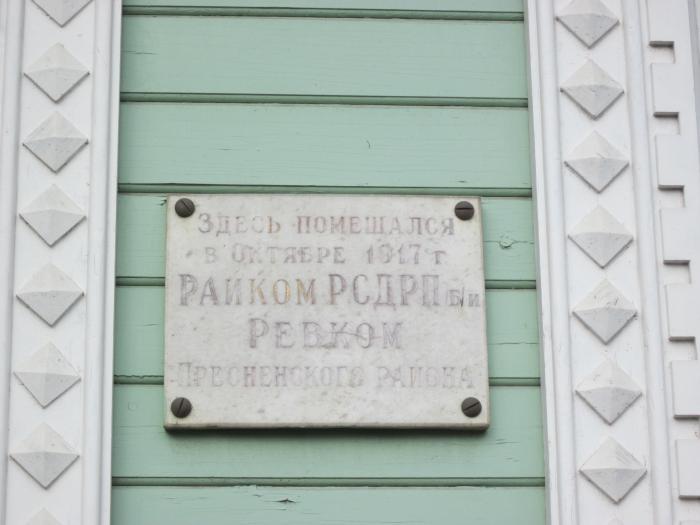 Здесь помещался
в Октябре 1917 г.
Райком РСДРП/б/и
Ревком
Пресненского района